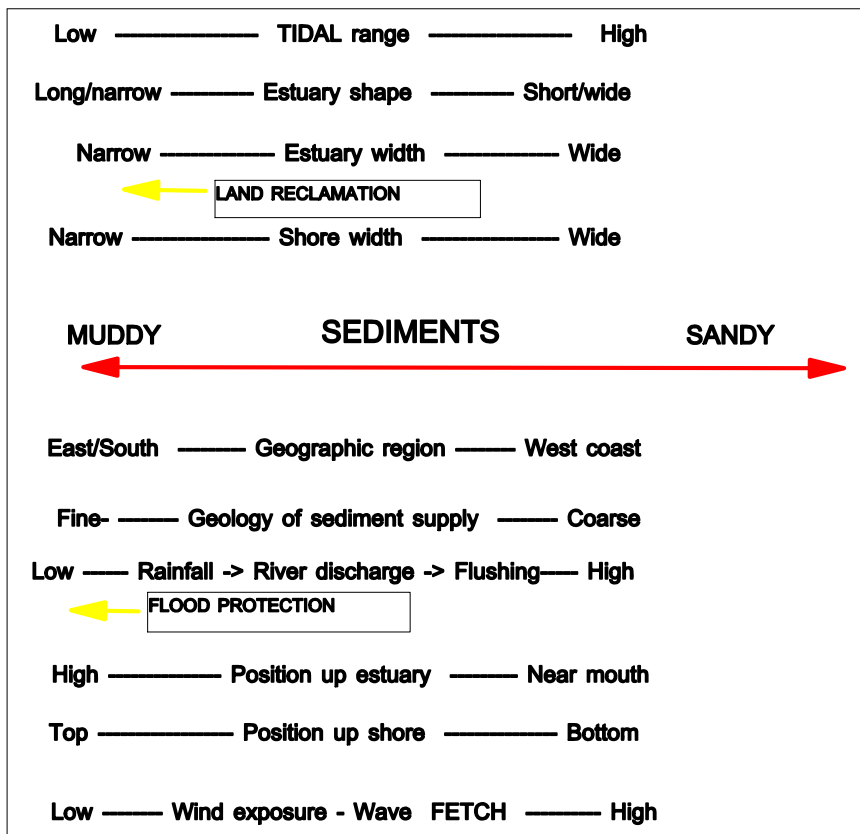 Low ----------------- TIDAL range ----------------- High
Long/narrow ---------- Estuary shape ---------- Short/wide
Narrow -------------- Estuary width -------------- Wide
LAND RECLAMATION
Narrow ----------------- Shore width ----------------- Wide
MUDDY SEDIMENTS SANDY
East/South --------- Geographic region -------- West coast
Fine- -------- Geology of sediment supply -------- Coarse
Low ------ Rainfall -> River discharge -> Flushing----- High
FLOOD PROTECTION
High -------------- Position up estuary --------- Near mouth
Top ----------------- Position up shore -------------- Bottom
Low -------- Wind exposure - Wave FETCH ---------- High